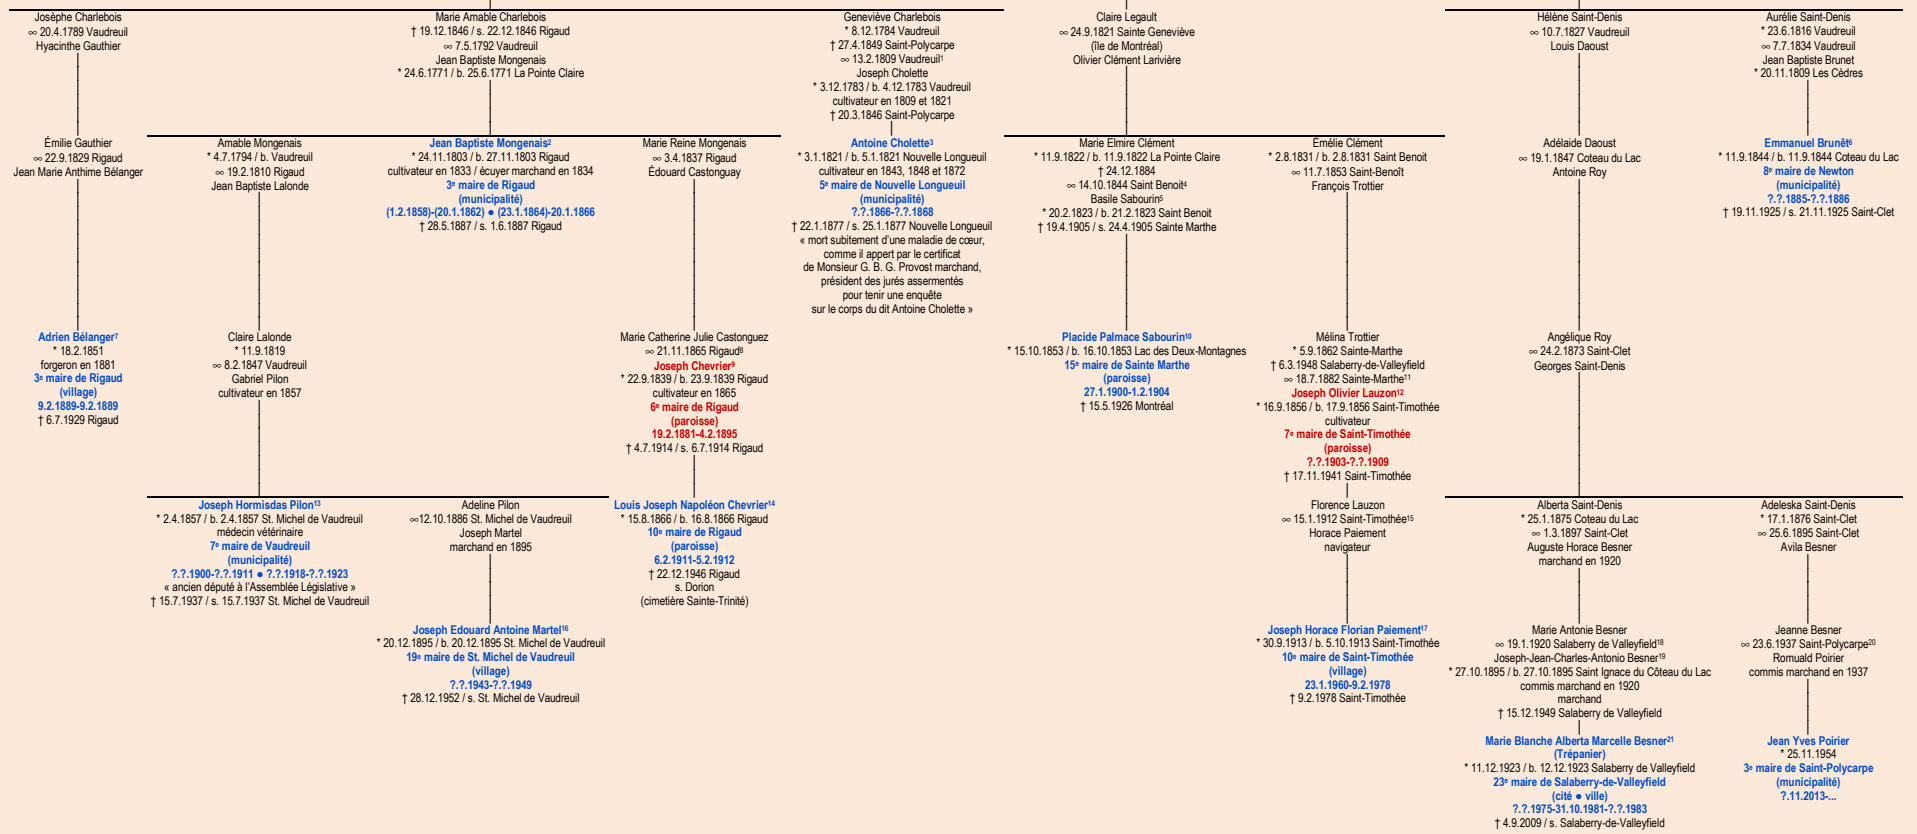 Josèphe Charlebois
∞ 20.4.1789 Vaudreuil
Hyacinthe Gauthier
Marie Amable Charlebois
† 19.12.1846 / s. 22.12.1846 Rigaud
∞ 7.5.1792 Vaudreuil
Jean Baptiste Mongenais
* 24.6.1771 / b. 25.6.1771 La Pointe Claire
Geneviève Charlebois
* 8.12.1784 Vaudreuil
† 27.4.1849 Saint-Polycarpe
∞ 13.2.1809 Vaudreuil¹
Joseph Cholette
* 3.12.1783 / b. 4.12.1783 Vaudreuil
cultivateur en 1809 et 1821
† 20.3.1846 Saint-Polycarpe
Claire Legault
∞ 24.9.1821 Sainte Geneviève
(île de Montréal)
Olivier Clément Larivière
Hélène Saint-Denis
∞ 10.7.1827 Vaudreuil
Louis Daoust
Aurélie Saint-Denis
* 23.6.1816 Vaudreuil
∞ 7.7.1834 Vaudreuil
Jean Baptiste Brunet
* 20.11.1809 Les Cèdres
Émilie Gauthier
∞ 22.9.1829 Rigaud
Jean Marie Anthime Bélanger
Amable Mongenais
* 4.7.1794 / b. Vaudreuil
∞ 19.2.1810 Rigaud
Jean Baptiste Lalonde
Jean Baptiste Mongenais²
* 24.11.1803 / b. 27.11.1803 Rigaud
cultivateur en 1833 / écuyer marchand en 1834
3ᵉ maire de Rigaud
(municipalité)
(1.2.1858)-(20.1.1862) ● (23.1.1864)-20.1.1866
† 28.5.1887 / s. 1.6.1887 Rigaud
Marie Reine Mongenais
∞ 3.4.1837 Rigaud
Édouard Castonguay
Antoine Cholette³
* 3.1.1821 / b. 5.1.1821 Nouvelle Longueuil
cultivateur en 1843, 1848 et 1872
5ᵉ maire de Nouvelle Longueuil
(municipalité)
?.?.1866-?.?.1868
† 22.1.1877 / s. 25.1.1877 Nouvelle Longueuil
« mort subitement d'une maladie de cœur,
comme il appert par le certificat
de Monsieur G. B. G. Provost marchand,
président des jurés assermentés
pour tenir une enquête
sur le corps du dit Antoine Cholette »
Marie Elmire Clément
* 11.9.1822 / b. 11.9.1822 La Pointe Claire
† 24.12.1884
∞ 14.10.1844 Saint Benoit⁴
Basile Sabourin⁵
* 20.2.1823 / b. 21.2.1823 Saint Benoit
† 19.4.1905 / s. 24.4.1905 Sainte Marthe
Émélie Clément
* 2.8.1831 / b. 2.8.1831 Saint Benoit
∞ 11.7.1853 Saint-Benoît
François Trottier
Adélaide Daoust
∞ 19.1.1847 Coteau du Lac
Antoine Roy
Emmanuel Brunêt⁶
* 11.9.1844 / b. 11.9.1844 Coteau du Lac
8ᵉ maire de Newton
(municipalité)
?.?.1885-?.?.1886
† 19.11.1925 / s. 21.11.1925 Saint-Clet
Adrien Bélanger⁷
* 18.2.1851
forgeron en 1881
3ᵉ maire de Rigaud
(village)
9.2.1889-9.2.1889
† 6.7.1929 Rigaud
Claire Lalonde
* 11.9.1819
∞ 8.2.1847 Vaudreuil
Gabriel Pilon
cultivateur en 1857
Marie Catherine Julie Castonguez
∞ 21.11.1865 Rigaud⁸
Joseph Chevrier⁹
* 22.9.1839 / b. 23.9.1839 Rigaud
cultivateur en 1865
6ᵉ maire de Rigaud
(paroisse)
19.2.1881-4.2.1895
† 4.7.1914 / s. 6.7.1914 Rigaud
Placide Palmace Sabourin¹⁰
* 15.10.1853 / b. 16.10.1853 Lac des Deux-Montagnes
15ᵉ maire de Sainte Marthe
(paroisse)
27.1.1900-1.2.1904
† 15.5.1926 Montréal
Mélina Trottier
* 5.9.1862 Sainte-Marthe
† 6.3.1948 Salaberry-de-Valleyfield
∞ 18.7.1882 Sainte-Marthe¹¹
Joseph Olivier Lauzon¹²
* 16.9.1856 / b. 17.9.1856 Saint-Timothée
cultivateur
7ᵉ maire de Saint-Timothée
(paroisse)
?.?.1903-?.?.1909
† 17.11.1941 Saint-Timothée
Angélique Roy
∞ 24.2.1873 Saint-Clet
Georges Saint-Denis
Joseph Hormisdas Pilon¹³
* 2.4.1857 / b. 2.4.1857 St. Michel de Vaudreuil
médecin vétérinaire
7ᵉ maire de Vaudreuil
(municipalité)
?.?.1900-?.?.1911 ● ?.?.1918-?.?.1923
« ancien député à l'Assemblée Législative »
† 15.7.1937 / s. 15.7.1937 St. Michel de Vaudreuil
Adeline Pilon
∞12.10.1886 St. Michel de Vaudreuil
Joseph Martel
marchand en 1895
Louis Joseph Napoléon Chevrier¹⁴
* 15.8.1866 / b. 16.8.1866 Rigaud
10ᵉ maire de Rigaud
(paroisse)
6.2.1911-5.2.1912
† 22.12.1946 Rigaud
s. Dorion
(cimetière Sainte-Trinité)
Florence Lauzon
∞ 15.1.1912 Saint-Timothée¹⁵
Horace Paiement
navigateur
Alberta Saint-Denis
* 25.1.1875 Coteau du Lac
∞ 1.3.1897 Saint-Clet
Auguste Horace Besner
marchand en 1920
Adeleska Saint-Denis
* 17.1.1876 Saint-Clet
∞ 25.6.1895 Saint-Clet
Avila Besner
Joseph Edouard Antoine Martel¹⁶
* 20.12.1895 / b. 20.12.1895 St. Michel de Vaudreuil
19ᵉ maire de St. Michel de Vaudreuil
(village)
?.?.1943-?.?.1949
† 28.12.1952 / s. St. Michel de Vaudreuil
Joseph Horace Florian Paiement¹⁷
* 30.9.1913 / b. 5.10.1913 Saint-Timothée
10ᵉ maire de Saint-Timothée
(village)
23.1.1960-9.2.1978
† 9.2.1978 Saint-Timothée
Marie Antonie Besner
∞ 19.1.1920 Salaberry de Valleyfield¹⁸
Joseph-Jean-Charles-Antonio Besner¹⁹
* 27.10.1895 / b. 27.10.1895 Saint Ignace du Côteau du Lac
commis marchand en 1920
marchand
† 15.12.1949 Salaberry de Valleyfield
Jeanne Besner
∞ 23.6.1937 Saint-Polycarpe²⁰
Romuald Poirier
commis marchand en 1937
Marie Blanche Alberta Marcelle Besner²¹
(Trépanier)
* 11.12.1923 / b. 12.12.1923 Salaberry de Valleyfield
23ᵉ maire de Salaberry-de-Valleyfield
(cité ● ville)
?.?.1975-31.10.1981-?.?.1983
† 4.9.2009 / s. Salaberry-de-Valleyfield
Jean Yves Poirier
* 25.11.1954
3ᵉ maire de Saint-Polycarpe
(municipalité)
?.11.2013-...